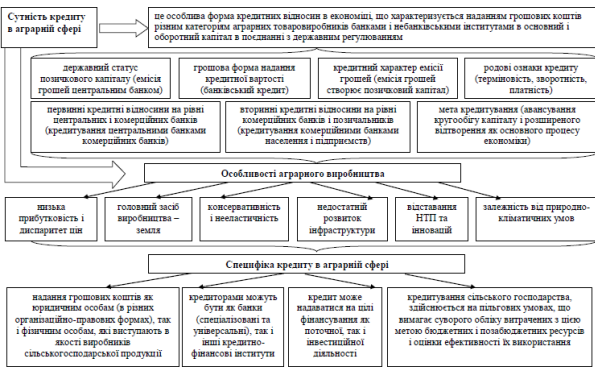 Сутність кредиту
в аграрній сфері
це особлива форма кредитних відносин в економіці, що характеризується наданням грошових коштів
різним категоріям аграрних товаровиробників банками і небанківськими інститутами в основний і
оборотний капітал в поєднанні з державним регулюванням
державний статус
позичкового капіталу (емісія
грошей центральним банком)
грошова форма надання
кредитної вартості
(банківський кредит)
кредитний характер емісії
грошей (емісія грошей
створює позичковий капітал)
родові ознаки кредиту
(терміновість, зворотність,
платність)
первинні кредитні відносини на рівні
центральних і комерційних банків
(кредитування центральними банками
комерційних банків)
вторинні кредитні відносини на рівні
комерційних банків і позичальників
(кредитування комерційними банками
населення і підприємств)
мета кредитування (авансування
кругообігу капіталу і розширеного
відтворення як основного процесу
економіки)
Особливості аграрного виробництва
низька
прибутковість і
диспаритет цін
головний засіб
виробництва –
земля
консервативність
і нееластичність
недостатній
розвиток
інфраструктури
відставання
НТП та
інновацій
залежність від природно-
кліматичних умов
Специфіка кредиту в аграрній сфері
надання грошових коштів як
юридичним особам (в різних
організаційно-правових формах), так
і фізичним особам, які виступають в
якості виробників
сільськогосподарської продукції
кредиторами можуть
бути як банки
(спеціалізовані та
універсальні), так і
інші кредитно-
фінансові інститути
кредит може
надаватися на цілі
фінансування як
поточної, так і
інвестиційної
діяльності
кредитування сільського господарства,
здійснюється на пільгових умовах, що
вимагає суворого обліку витрачених з цією
метою бюджетних і позабюджетних ресурсів
і оцінки ефективності їх використання